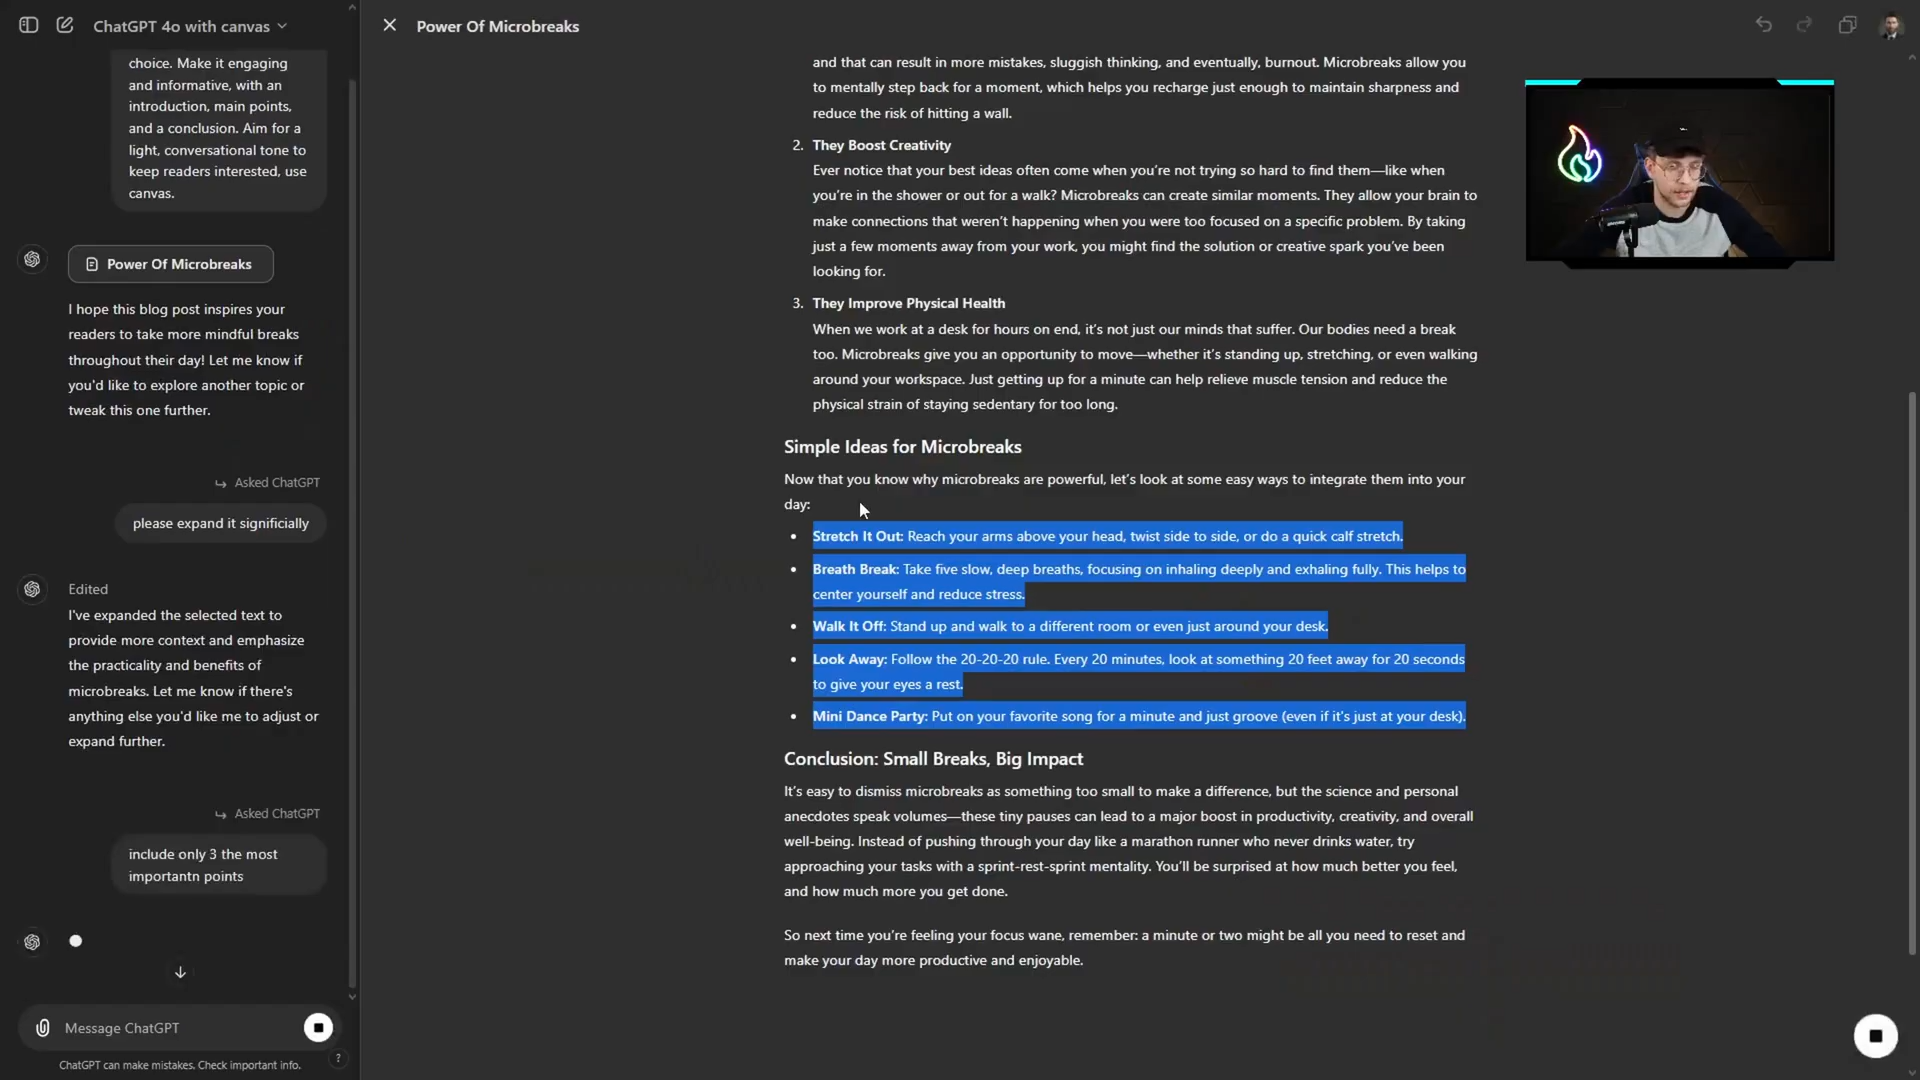 ChatGPT 4o with canvas
choice. Make it engaging
and informative, with an
introduction, main points,
and a conclusion. Aim for a
light, conversational tone to
keep readers interested, use
canvas.
Power Of Microbreaks
I hope this blog post inspires your
readers to take more mindful breaks
throughout their day! Let me know if
you'd like to explore another topic or
tweak this one further.
Asked ChatGPT
please expand it significially
Edited
I've expanded the selected text to
provide more context and emphasize
the practicality and benefits of
microbreaks. Let me know if there's
anything else you'd like me to adjust or
expand further.
Asked ChatGPT
include only 3 the most
importantn points
Message ChatGPT
ChatGPT can make mistakes. Check important info.
?
Power Of Microbreaks
and that can result in more mistakes, sluggish thinking, and eventually, burnout. Microbreaks allow you
to mentally step back for a moment, which helps you recharge just enough to maintain sharpness and
reduce the risk of hitting a wall.
2. They Boost Creativity
Ever notice that your best ideas often come when you're not trying so hard to find them—like when
you're in the shower or out for a walk? Microbreaks can create similar moments. They allow your brain to
make connections that weren't happening when you were too focused on a specific problem. By taking
just a few moments away from your work, you might find the solution or creative spark you've been
looking for.
3. They Improve Physical Health
When we work at a desk for hours on end, it's not just our minds that suffer. Our bodies need a break
too. Microbreaks give you an opportunity to move—whether it's standing up, stretching, or even walking
around your workspace. Just getting up for a minute can help relieve muscle tension and reduce the
physical strain of staying sedentary for too long.
Simple Ideas for Microbreaks
Now that you know why microbreaks are powerful, let's look at some easy ways to integrate them into your
day:
• Stretch It Out: Reach your arms above your head, twist side to side, or do a quick calf stretch.
• Breath Break: Take five slow, deep breaths, focusing on inhaling deeply and exhaling fully. This helps to
center yourself and reduce stress.
• Walk It Off: Stand up and walk to a different room or even just around your desk.
• Look Away: Follow the 20-20-20 rule. Every 20 minutes, look at something 20 feet away for 20 seconds
to give your eyes a rest.
• Mini Dance Party: Put on your favorite song for a minute and just groove (even if it's just at your desk).
Conclusion: Small Breaks, Big Impact
It's easy to dismiss microbreaks as something too small to make a difference, but the science and personal
anecdotes speak volumes—these tiny pauses can lead to a major boost in productivity, creativity, and overall
well-being. Instead of pushing through your day like a marathon runner who never drinks water, try
approaching your tasks with a sprint-rest-sprint mentality. You'll be surprised at how much better you feel,
and how much more you get done.
So next time you're feeling your focus wane, remember: a minute or two might be all you need to reset and
make your day more productive and enjoyable.